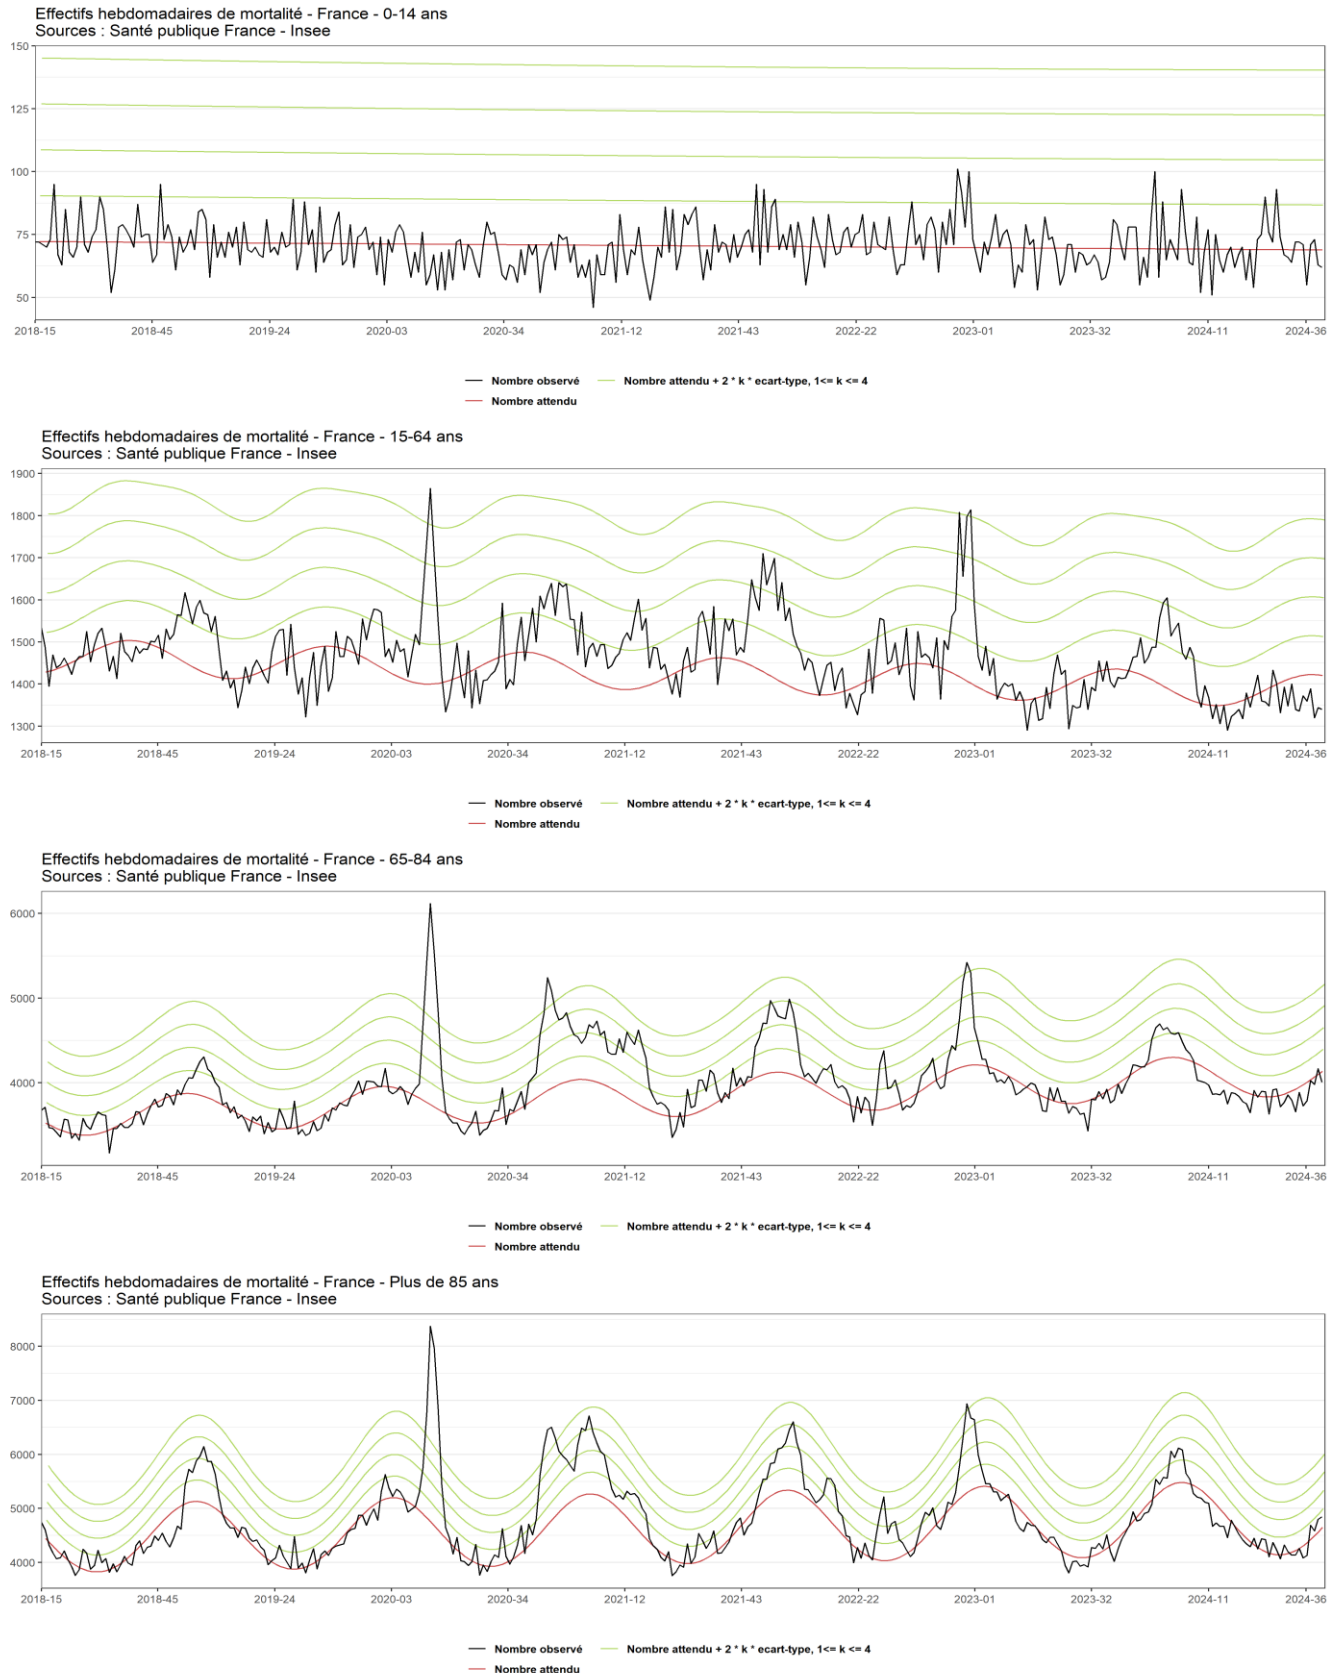 Effectifs hebdomadaires de mortalité - France - 0-14 ans
Sources : Santé publique France - Insee
150
125
100
75
50
2018-15 2018-45 2019-24 2020-03 2020-34 2021-12 2021-43 2022-22 2023-01 2023-32 2024-11 2024-36
Nombre observé Nombre attendu + 2 * k * ecart-type, 1<= k <= 4
Nombre attendu
Effectifs hebdomadaires de mortalité - France - 15-64 ans
Sources : Santé publique France - Insee
1900
1800
1700
1600
1500
1400
1300
2018-15 2018-45 2019-24 2020-03 2020-34 2021-12 2021-43 2022-22 2023-01 2023-32 2024-11 2024-36
Nombre observé Nombre attendu + 2 * k * ecart-type, 1<= k <= 4
Nombre attendu
Effectifs hebdomadaires de mortalité - France - 65-84 ans
Sources : Santé publique France - Insee
6000
5000
4000
2018-15 2018-45 2019-24 2020-03 2020-34 2021-12 2021-43 2022-22 2023-01 2023-32 2024-11 2024-36
Nombre observé Nombre attendu + 2 * k * ecart-type, 1<= k <= 4
Nombre attendu
Effectifs hebdomadaires de mortalité - France - Plus de 85 ans
Sources : Santé publique France - Insee
8000
7000
6000
5000
4000
2018-15 2018-45 2019-24 2020-03 2020-34 2021-12 2021-43 2022-22 2023-01 2023-32 2024-11 2024-36
Nombre observé Nombre attendu + 2 * k * ecart-type, 1<= k <= 4
Nombre attendu